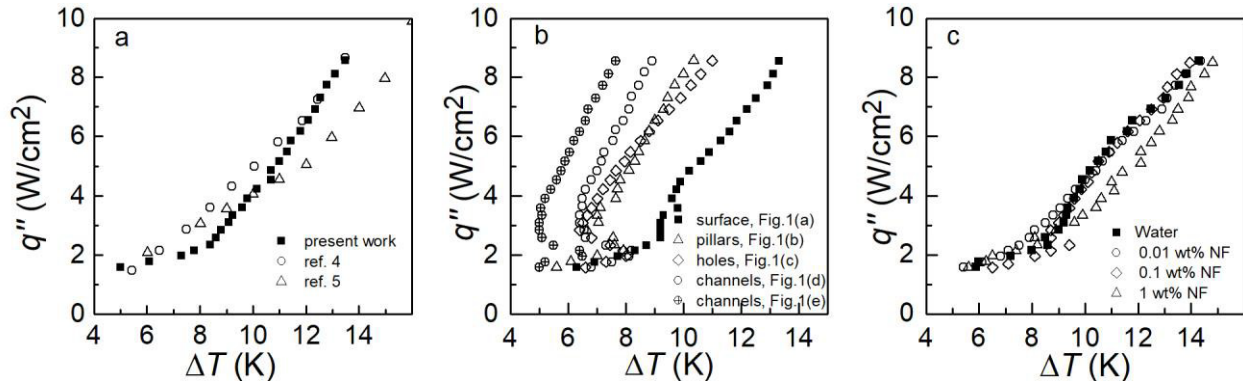 a
q″ (W/cm²)
10
8
6
4
2
0
present work
ref. 4
ref. 5
4 6 8 10 12 14
ΔT (K)
b
q″ (W/cm²)
10
8
6
4
2
0
surface, Fig.1(a)
pillars, Fig.1(b)
holes, Fig.1(c)
channels, Fig.1(d)
channels, Fig.1(e)
4 6 8 10 12 14
ΔT (K)
c
q″ (W/cm²)
10
8
6
4
2
0
Water
0.01 wt% NF
0.1 wt% NF
1 wt% NF
4 6 8 10 12 14
ΔT (K)